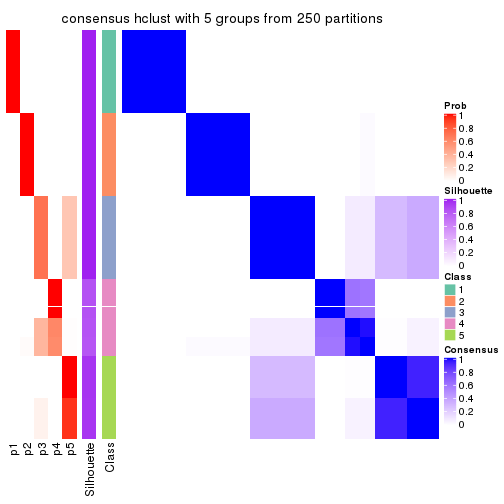 consensus hclust with 5 groups from 250 partitions
Prob
1
0.8
0.6
0.4
0.2
0
Silhouette
1
0.8
0.6
0.4
0.2
0
Class
1
2
3
4
5
Consensus
1
0.8
0.6
0.4
0.2
0
p1
p2
p3
p4
p5
Silhouette
Class